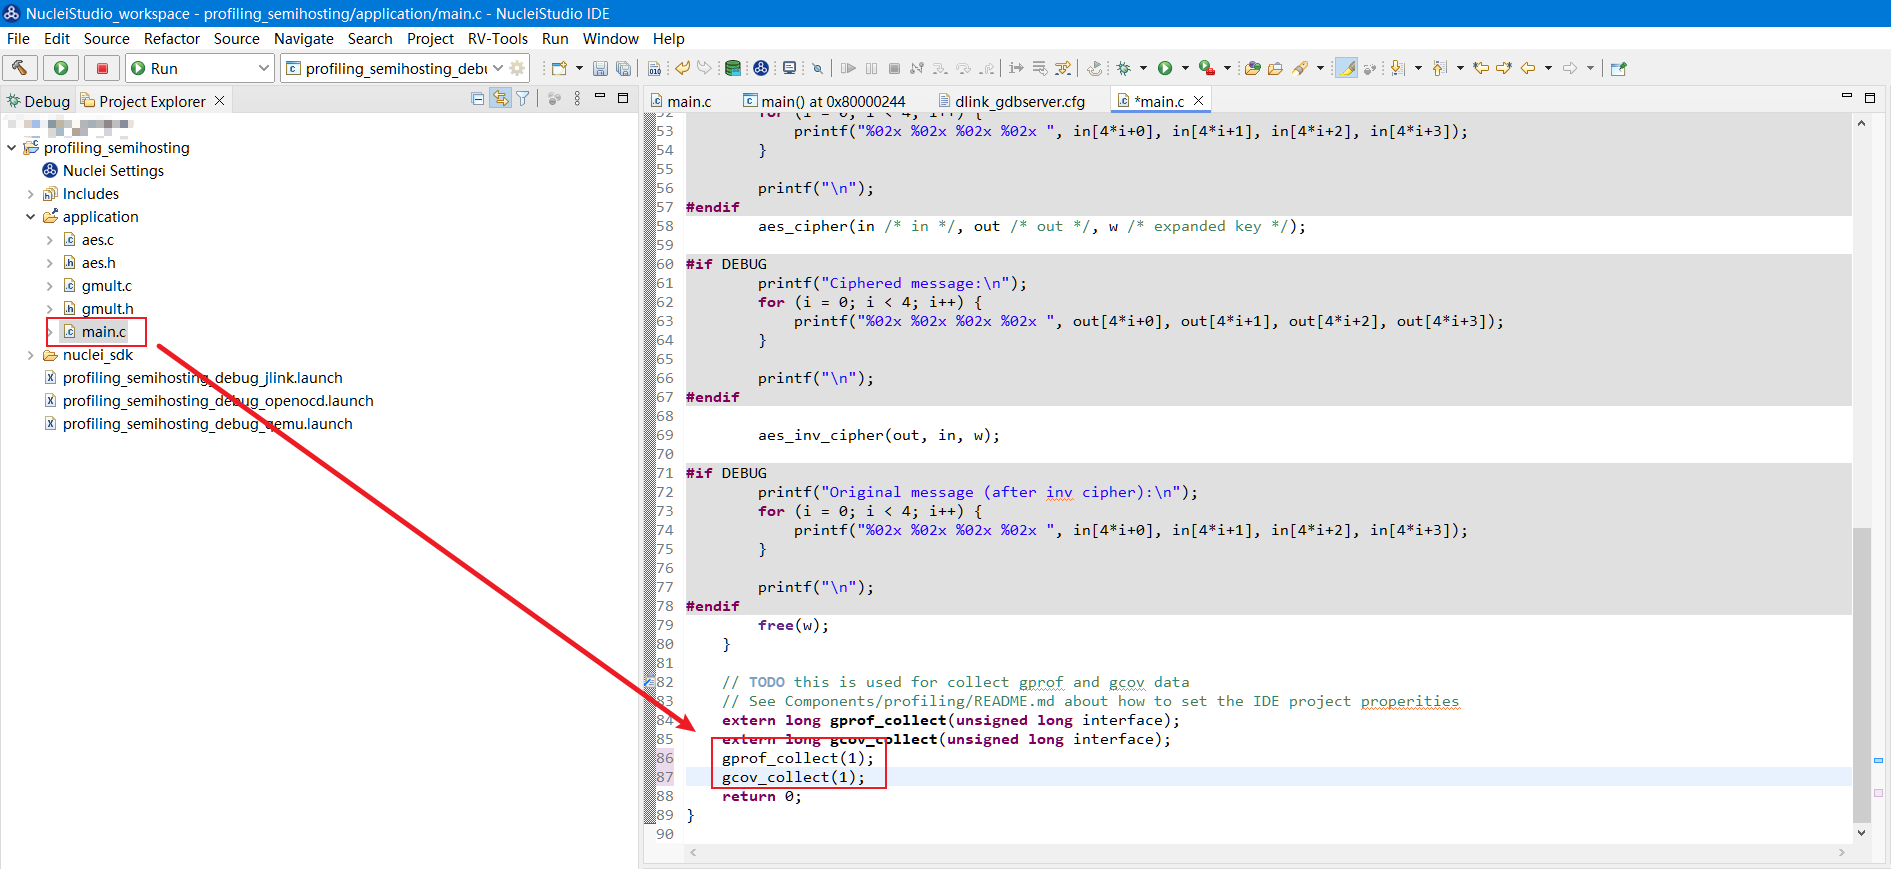 NucleiStudio_workspace - profiling_semihosting/application/main.c - NucleiStudio IDE
File Edit Source Refactor Source Navigate Search Project RV-Tools Run Window Help
Run profiling_semihosting_debu
Debug Project Explorer
profiling_semihosting
Nuclei Settings
Includes
application
aes.c
aes.h
gmult.c
gmult.h
main.c
nuclei_sdk
profiling_semihosting_debug_jlink.launch
profiling_semihosting_debug_openocd.launch
profiling_semihosting_debug_qemu.launch
main.c main() at 0x80000244 dlink_gdbserver.cfg *main.c
52 for (i = 0; i < 4; i++) {
53 printf("%02x %02x %02x %02x ", in[4*i+0], in[4*i+1], in[4*i+2], in[4*i+3]);
54 }
55
56 printf("\n");
57 #endif
58 aes_cipher(in /* in */, out /* out */, w /* expanded key */);
59
60 #if DEBUG
61 printf("Ciphered message:\n");
62 for (i = 0; i < 4; i++) {
63 printf("%02x %02x %02x %02x ", out[4*i+0], out[4*i+1], out[4*i+2], out[4*i+3]);
64 }
65
66 printf("\n");
67 #endif
68
69 aes_inv_cipher(out, in, w);
70
71 #if DEBUG
72 printf("Original message (after inv cipher):\n");
73 for (i = 0; i < 4; i++) {
74 printf("%02x %02x %02x %02x ", in[4*i+0], in[4*i+1], in[4*i+2], in[4*i+3]);
75 }
76
77 printf("\n");
78 #endif
79 free(w);
80 }
81
82 // TODO this is used for collect gprof and gcov data
83 // See Components/profiling/README.md about how to set the IDE project properities
84 extern long gprof_collect(unsigned long interface);
85 extern long gcov_collect(unsigned long interface);
86 gprof_collect(1);
87 gcov_collect(1);
88 return 0;
89 }
90